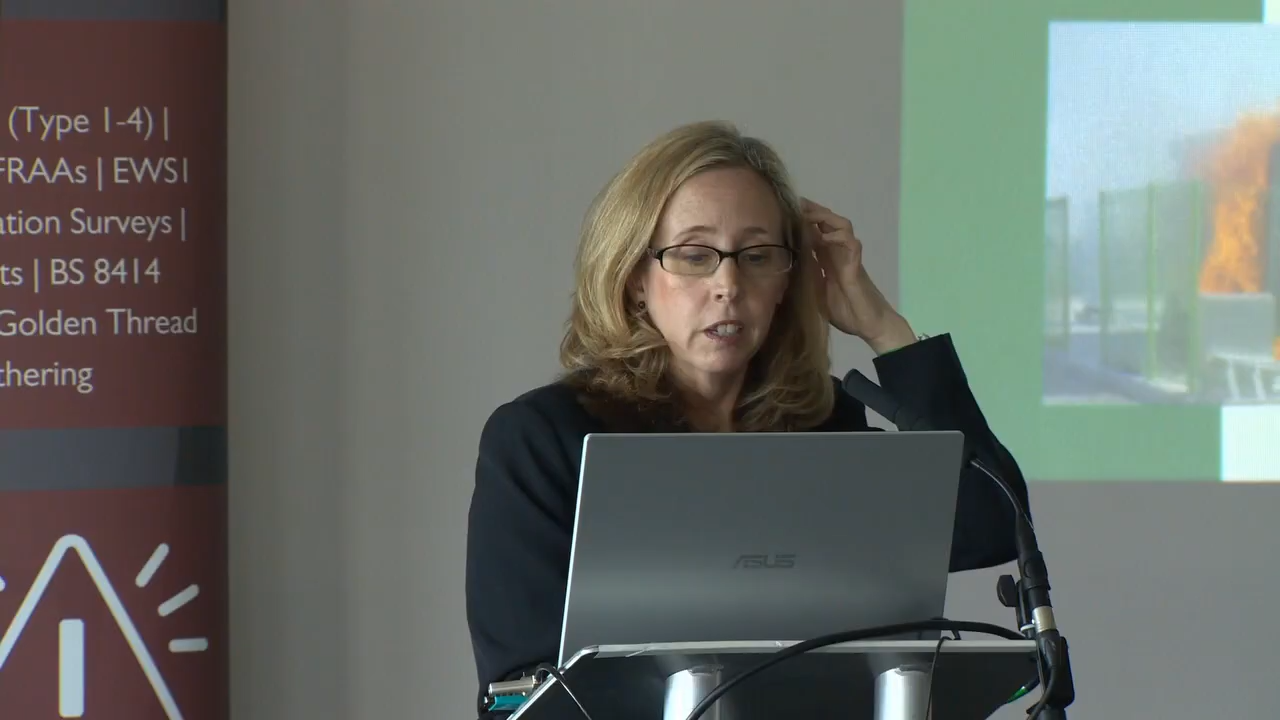 (Type 1-4) |
FRAAs | EWS1
ation Surveys |
ts | BS 8414
Golden Thread
thering
ASUS